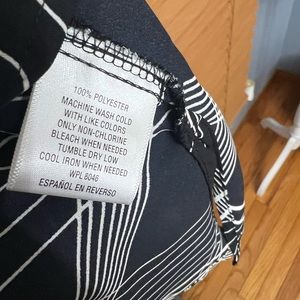 100% POLYESTER
MACHINE WASH COLD
WITH LIKE COLORS
ONLY NON-CHLORINE
BLEACH WHEN NEEDED
TUMBLE DRY LOW
COOL IRON WHEN NEEDED
WPL 8046
ESPAÑOL EN REVERSO